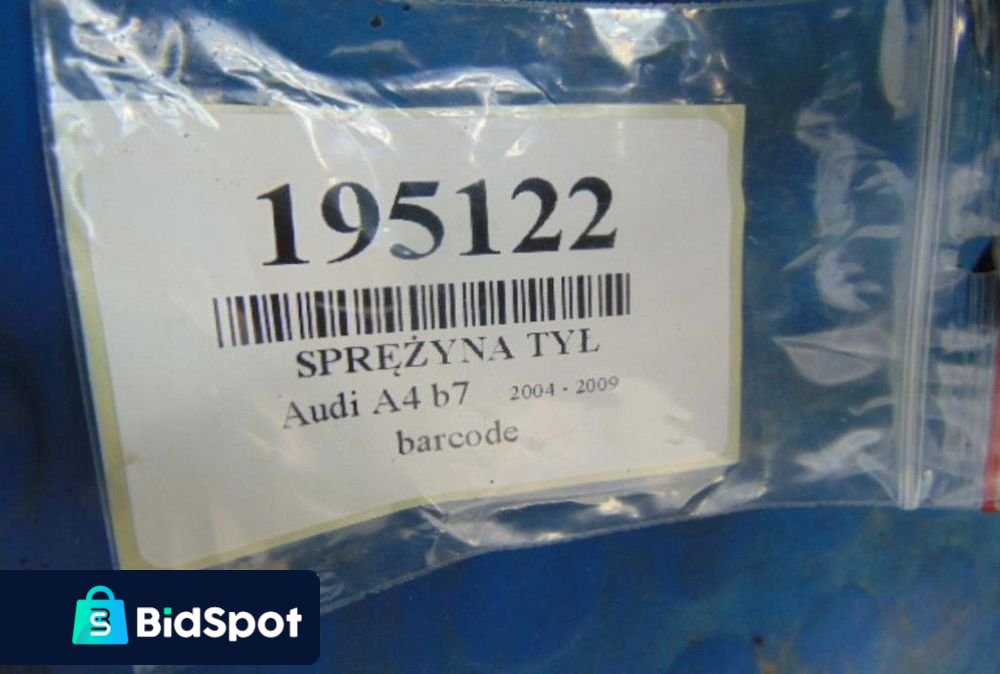 195122
SPRĘŻYNA TYŁ
Audi A4 b7 2004 - 2009
barcode
BidSpot